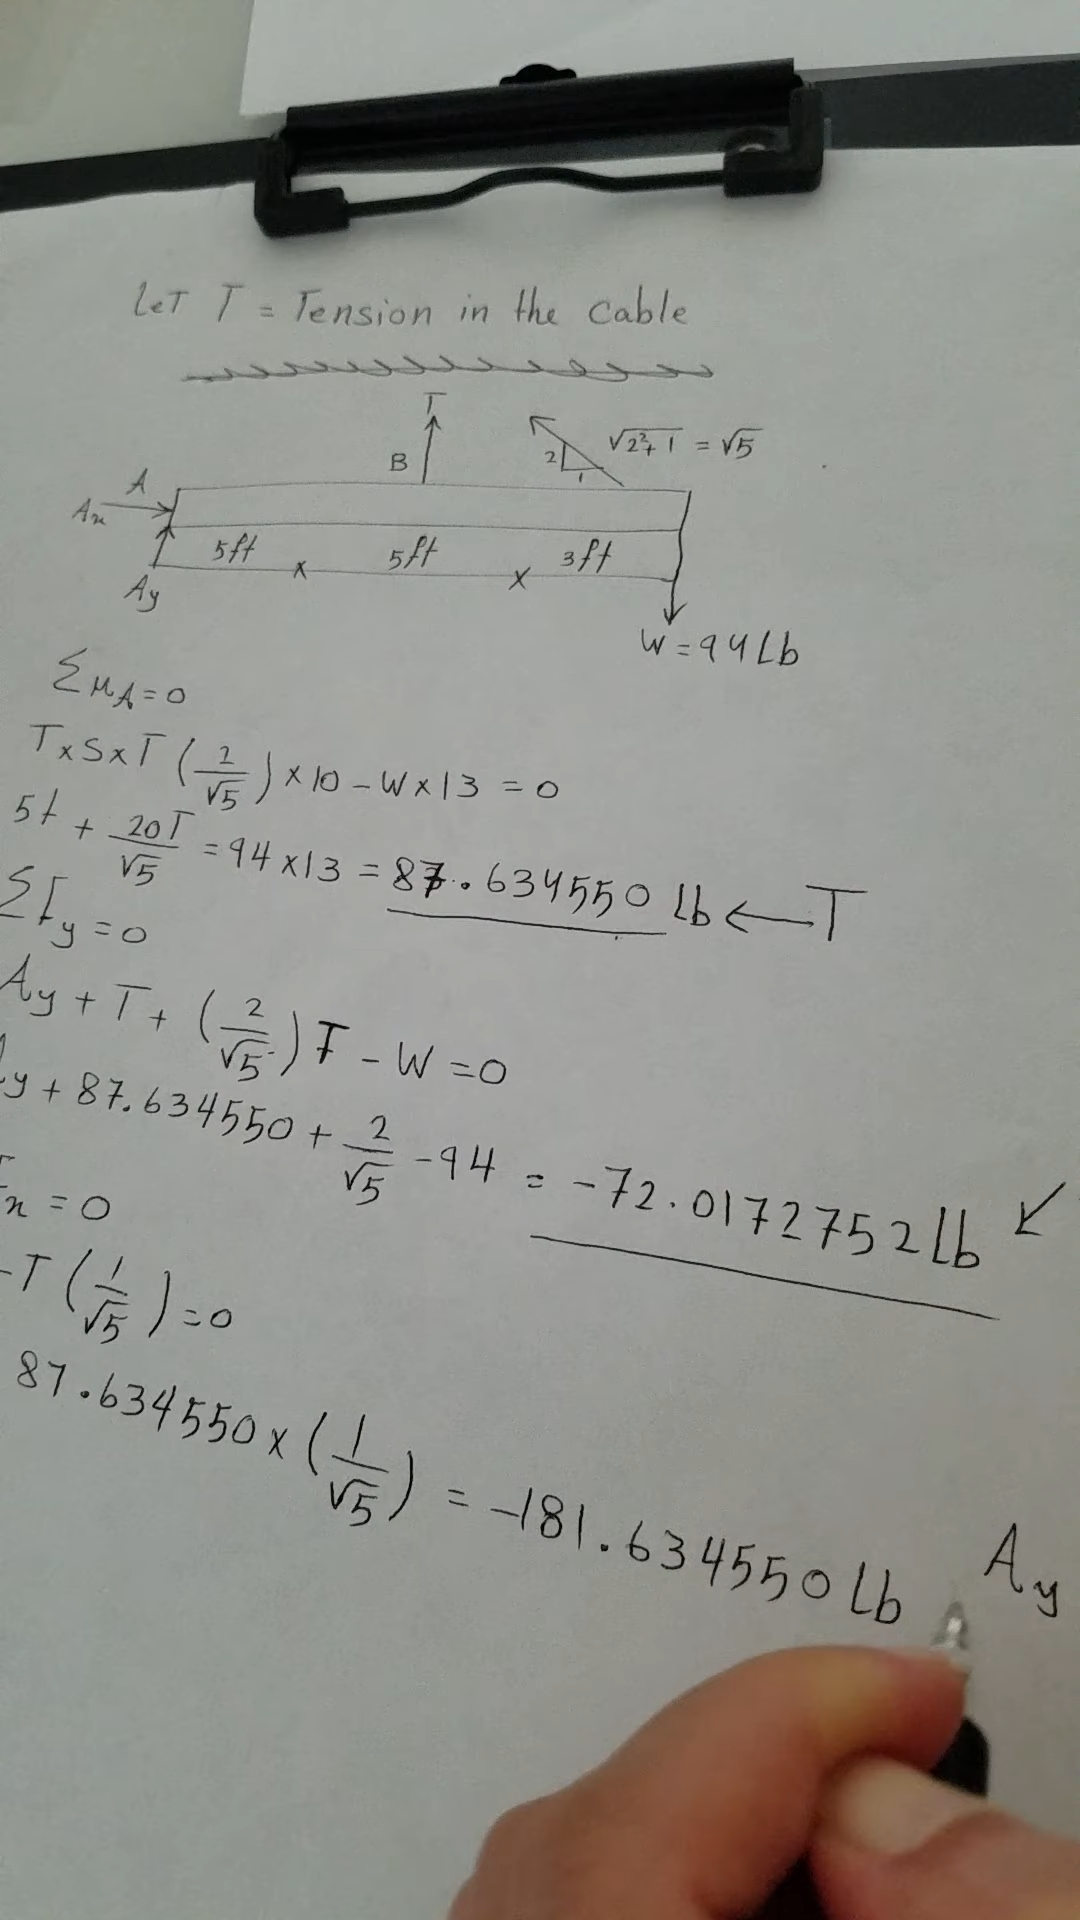 LeT T = Tension in the cable
T
B
2
1
√2²+1 = √5
A
Ax
Ay
5ft
5ft
3ft
W = 94 Lb
ΣMA=0
T×5×T(2/√5)×10-W×13=0
5t+20T/√5=94×13=87.634550 Lb←T
ΣFy=0
Ay+T+(2/√5)T-W=0
y+87.634550+2/√5-94=-72.0172752 Lb
x=0
-T(1/√5)=0
87.634550×(1/√5)=-181.634550 Lb
Ay